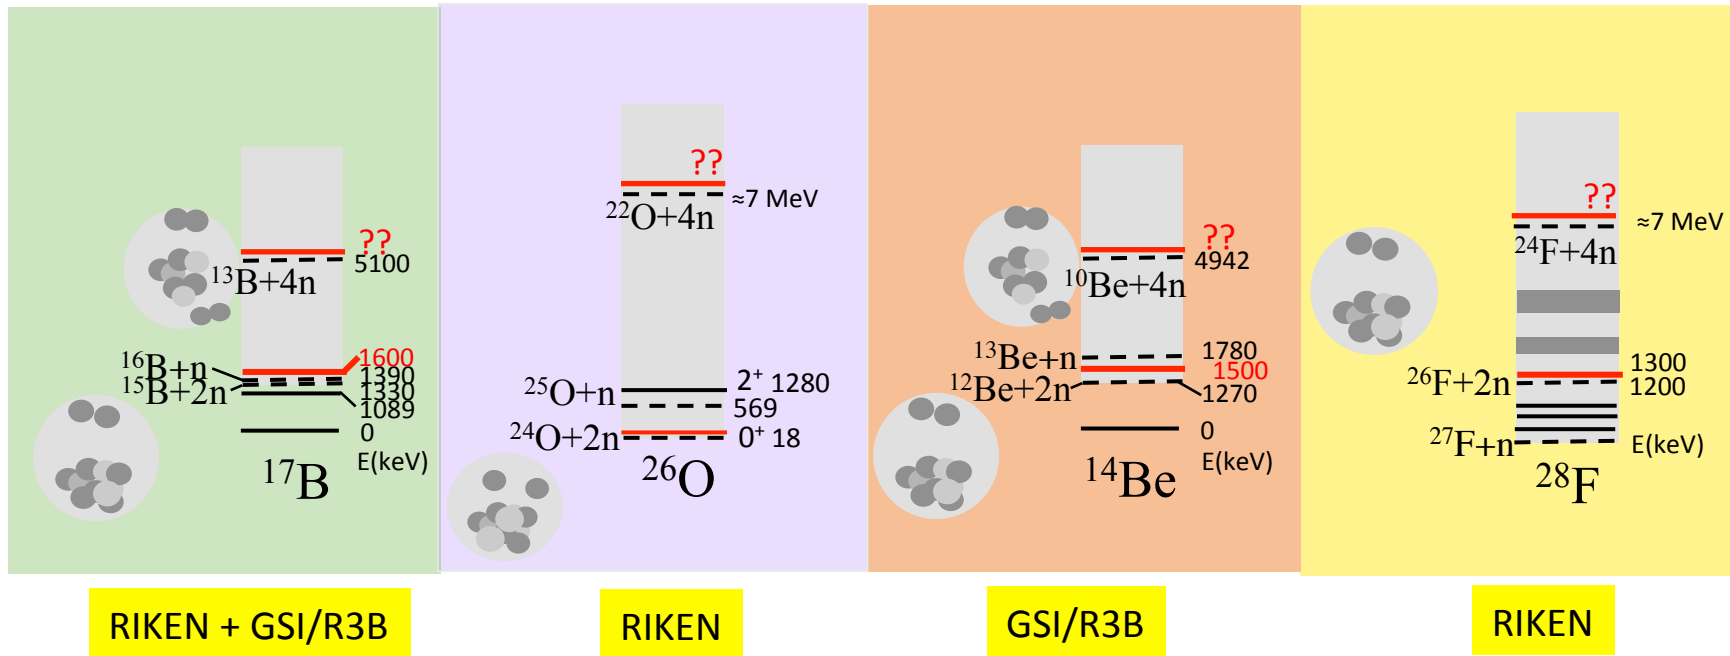 ??
5100
¹³B+4n
1600
¹⁶B+n
1390
¹⁵B+2n
1330
1089
0
E(keV)
¹⁷B
RIKEN + GSI/R3B
??
≈7 MeV
²²O+4n
2⁺ 1280
²⁵O+n
569
²⁴O+2n
0⁺ 18
²⁶O
RIKEN
??
4942
¹⁰Be+4n
¹³Be+n
1780
1500
¹²Be+2n
1270
0
E(keV)
¹⁴Be
GSI/R3B
??
≈7 MeV
²⁴F+4n
1300
²⁶F+2n
1200
²⁷F+n
E(keV)
²⁸F
RIKEN